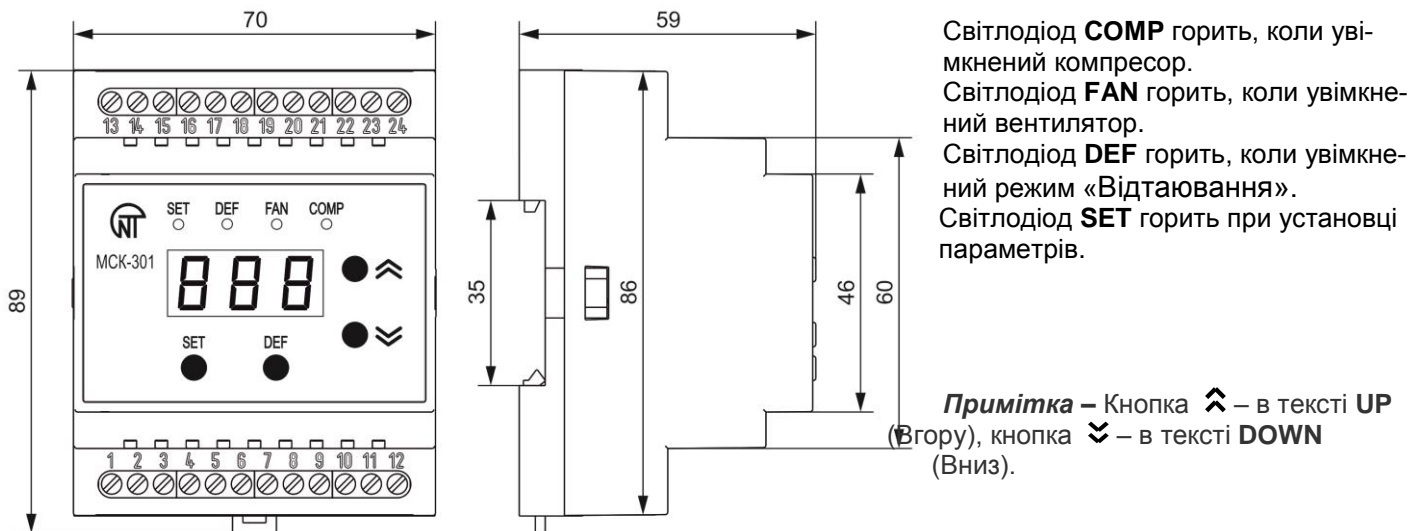 70
59
89
13 14 15 16 17 18 19 20 21 22 23 24
NT
SET DEF FAN COMP
МСК-301
888
SET DEF
1 2 3 4 5 6 7 8 9 10 11 12
35
86
46
60
Світлодіод COMP горить, коли уві-
мкнений компресор.
Світлодіод FAN горить, коли увімкне-
ний вентилятор.
Світлодіод DEF горить, коли увімкне-
ний режим «Відтаювання».
Світлодіод SET горить при установці
параметрів.
Примітка – Кнопка – в тексті UP
(Вгору), кнопка – в тексті DOWN
(Вниз).